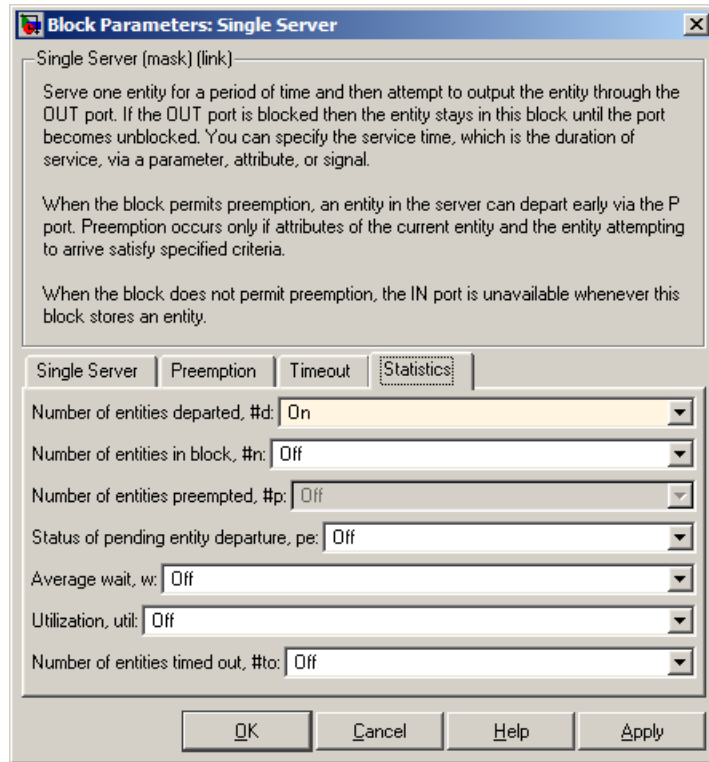 Block Parameters: Single Server
Single Server (mask) (link)
Serve one entity for a period of time and then attempt to output the entity through the
OUT port. If the OUT port is blocked then the entity stays in this block until the port
becomes unblocked. You can specify the service time, which is the duration of
service, via a parameter, attribute, or signal.
When the block permits preemption, an entity in the server can depart early via the P
port. Preemption occurs only if attributes of the current entity and the entity attempting
to arrive satisfy specified criteria.
When the block does not permit preemption, the IN port is unavailable whenever this
block stores an entity.
Single Server Preemption Timeout Statistics
Number of entities departed, #d: On
Number of entities in block, #n: Off
Number of entities preempted, #p: Off
Status of pending entity departure, pe: Off
Average wait, w: Off
Utilization, util: Off
Number of entities timed out, #to: Off
OK Cancel Help Apply